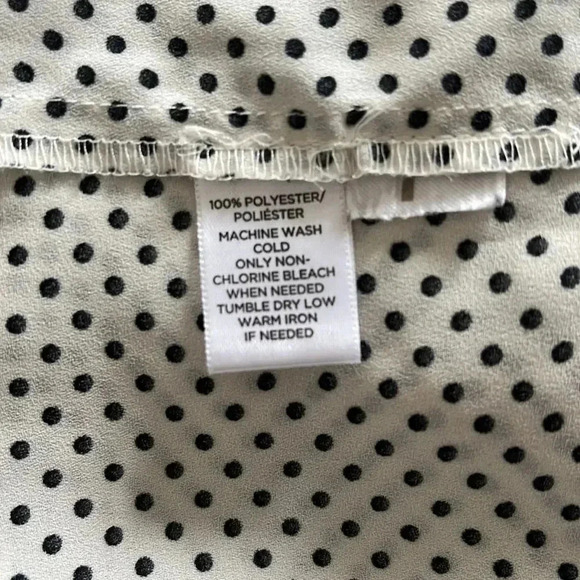 100% POLYESTER/
POLIÉSTER
MACHINE WASH
COLD
ONLY NON-
CHLORINE BLEACH
WHEN NEEDED
TUMBLE DRY LOW
WARM IRON
IF NEEDED